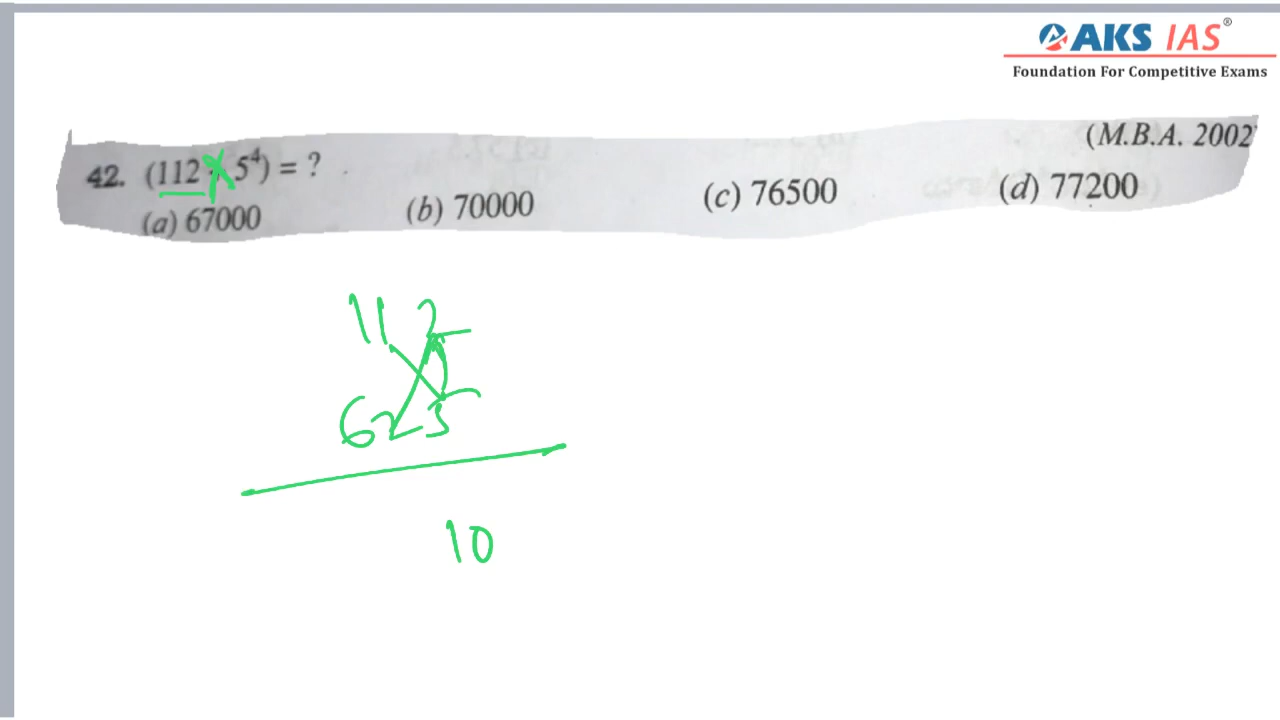 AKS IAS®
Foundation For Competitive Exams
(M.B.A. 2002
42. (112 × 5⁴) = ?
(a) 67000 (b) 70000 (c) 76500 (d) 77200
112
625
10